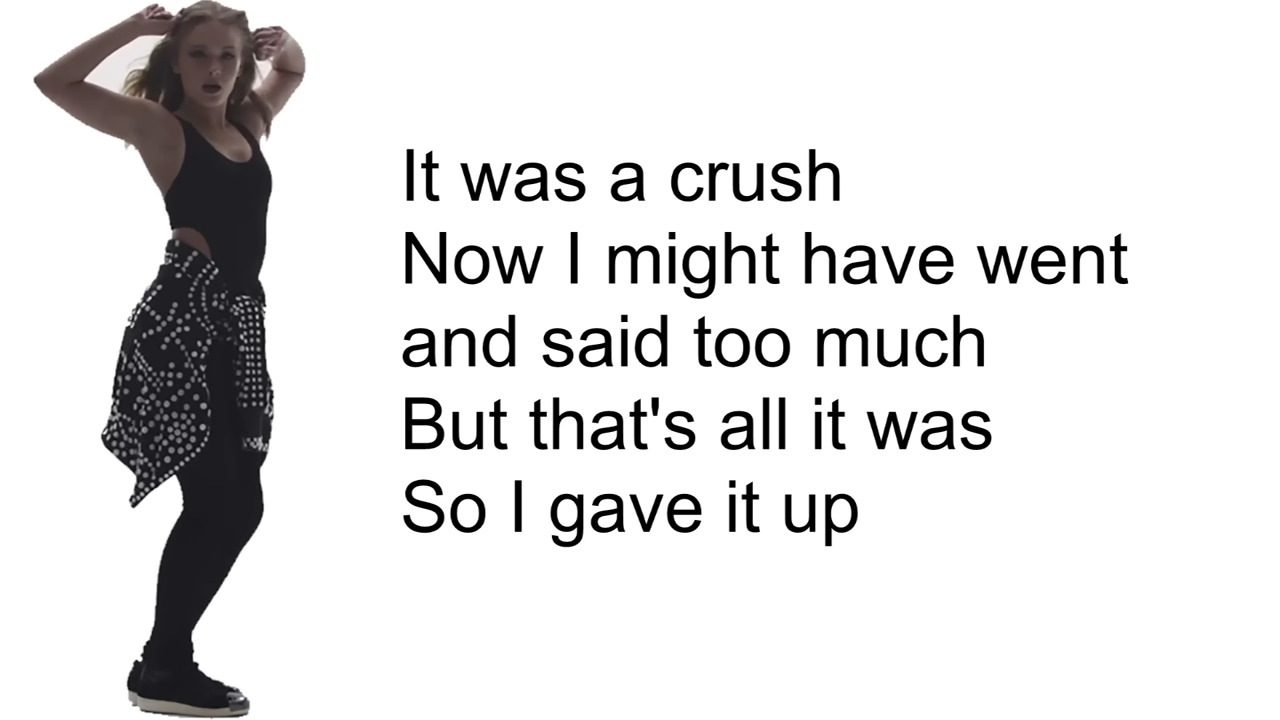 It was a crush
Now I might have went
and said too much
But that's all it was
So I gave it up